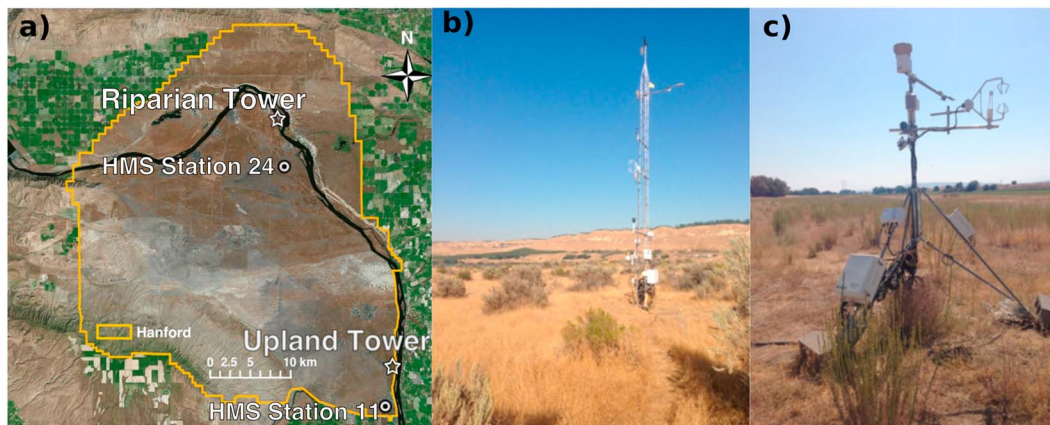 a)
N
Riparian Tower
HMS Station 24
Hanford
Upland Tower
0 2.5 5 10 km
HMS Station 11
b)
c)